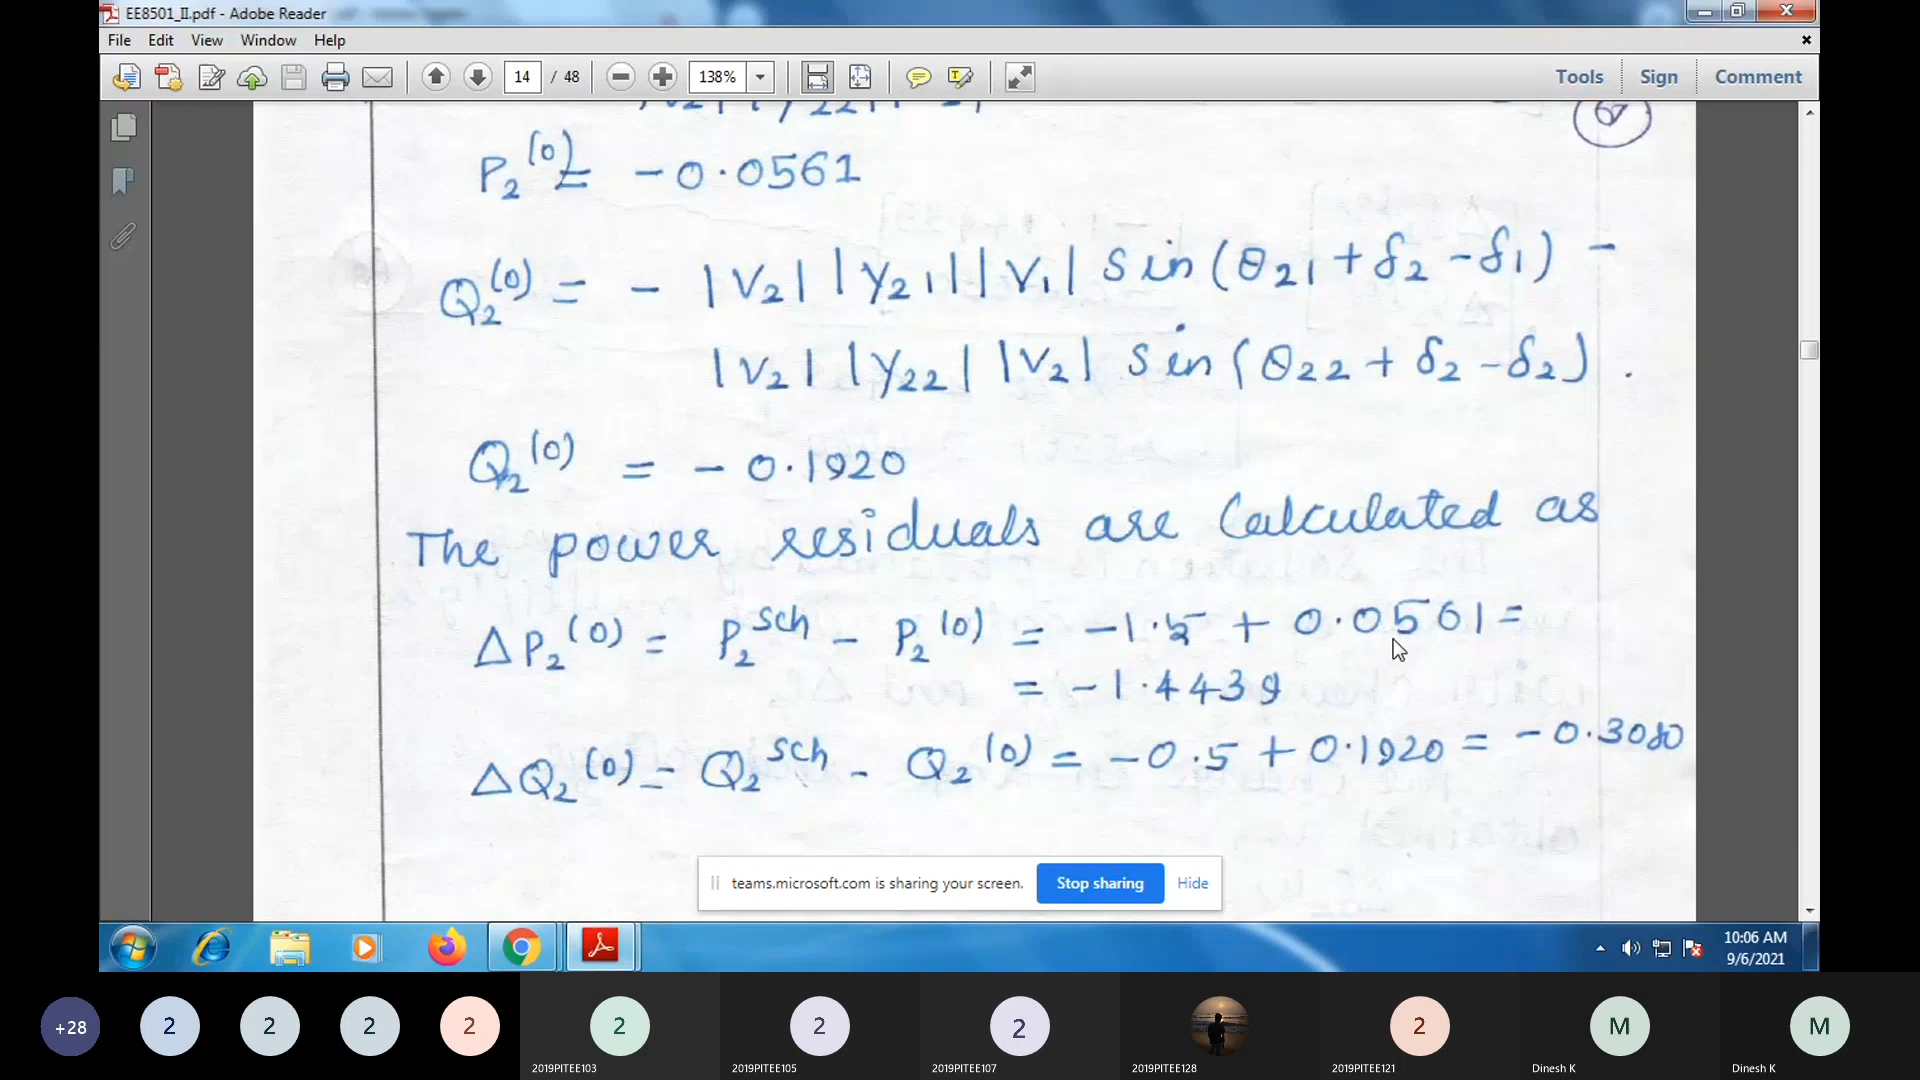 EE8501_II.pdf - Adobe Reader
File Edit View Window Help
14 / 48 138% Tools Sign Comment
67
P₂⁽⁰⁾ = -0.0561
Q₂⁽⁰⁾ = - |V₂| |Y₂₁| |V₁| sin(θ₂₁ + δ₂ - δ₁) -
|V₂| |Y₂₂| |V₂| sin(θ₂₂ + δ₂ - δ₂).
Q₂⁽⁰⁾ = -0.1920
The power residuals are Calculated as
ΔP₂⁽⁰⁾ = P₂ˢᶜʰ - P₂⁽⁰⁾ = -1.5 + 0.0561 =
= -1.4439
ΔQ₂⁽⁰⁾ = Q₂ˢᶜʰ - Q₂⁽⁰⁾ = -0.5 + 0.1920 = -0.3080
teams.microsoft.com is sharing your screen. Stop sharing Hide
10:06 AM
9/6/2021
+28 2 2 2 2 2 2 2 2 M M
2019PITEE103 2019PITEE105 2019PITEE107 2019PITEE128 2019PITEE121 Dinesh K Dinesh K